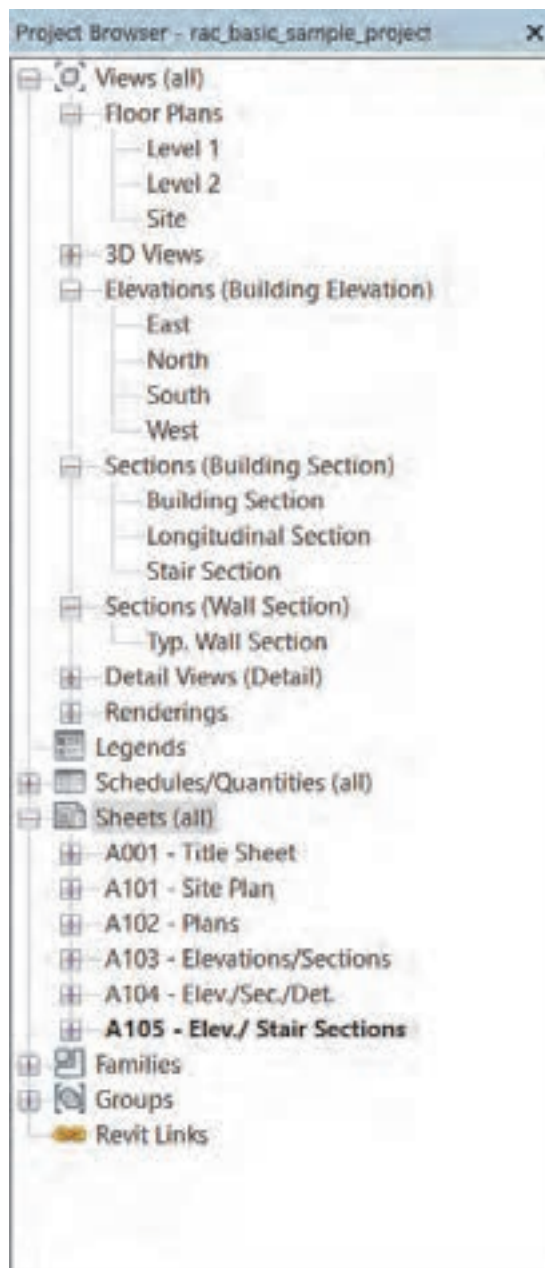 Project Browser - rac_basic_sample_project
Views (all)
Floor Plans
Level 1
Level 2
Site
3D Views
Elevations (Building Elevation)
East
North
South
West
Sections (Building Section)
Building Section
Longitudinal Section
Stair Section
Sections (Wall Section)
Typ. Wall Section
Detail Views (Detail)
Renderings
Legends
Schedules/Quantities (all)
Sheets (all)
A001 - Title Sheet
A101 - Site Plan
A102 - Plans
A103 - Elevations/Sections
A104 - Elev./Sec./Det.
A105 - Elev./ Stair Sections
Families
Groups
Revit Links